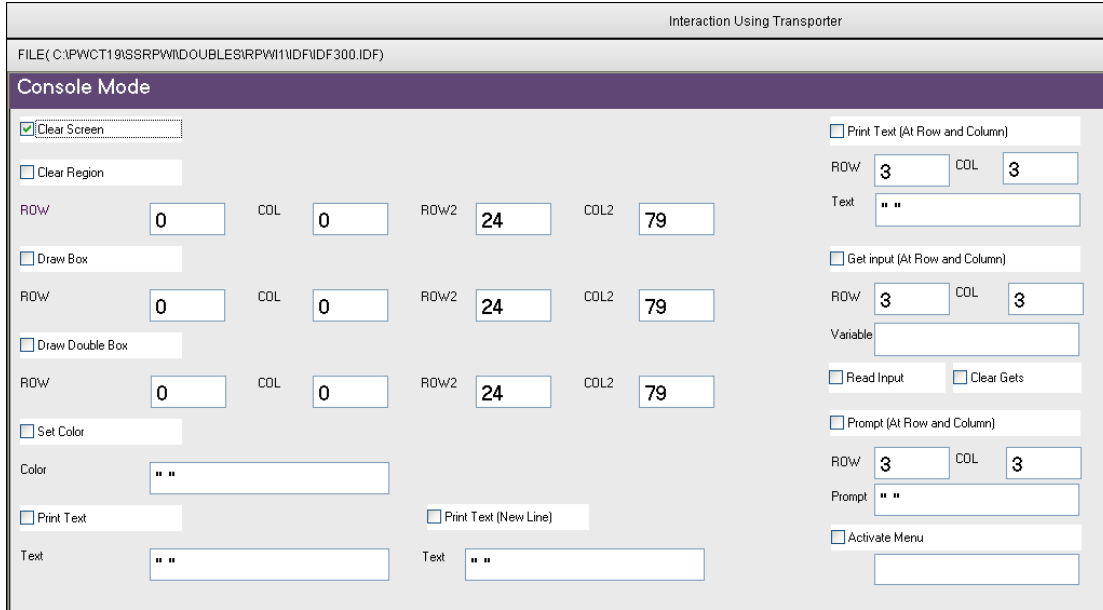 Interaction Using Transporter
FILE( C:\PWCT19\SSRPWI\DOUBLES\RPWI1\IDF\IDF300.IDF)
Console Mode
Clear Screen
Clear Region
ROW 0 COL 0 ROW2 24 COL2 79
Draw Box
ROW 0 COL 0 ROW2 24 COL2 79
Draw Double Box
ROW 0 COL 0 ROW2 24 COL2 79
Set Color
Color " "
Print Text Print Text (New Line)
Text " " Text " "
Print Text (At Row and Column)
ROW 3 COL 3
Text " "
Get input (At Row and Column)
ROW 3 COL 3
Variable
Read Input Clear Gets
Prompt (At Row and Column)
ROW 3 COL 3
Prompt " "
Activate Menu